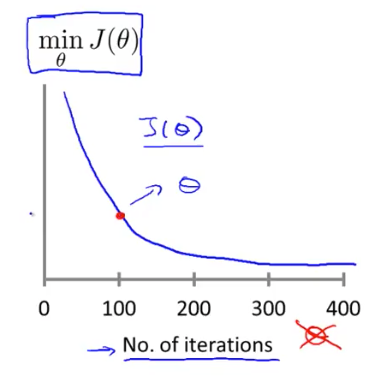 min J(θ)
θ
J(θ)
θ
0 100 200 300 400
No. of iterations